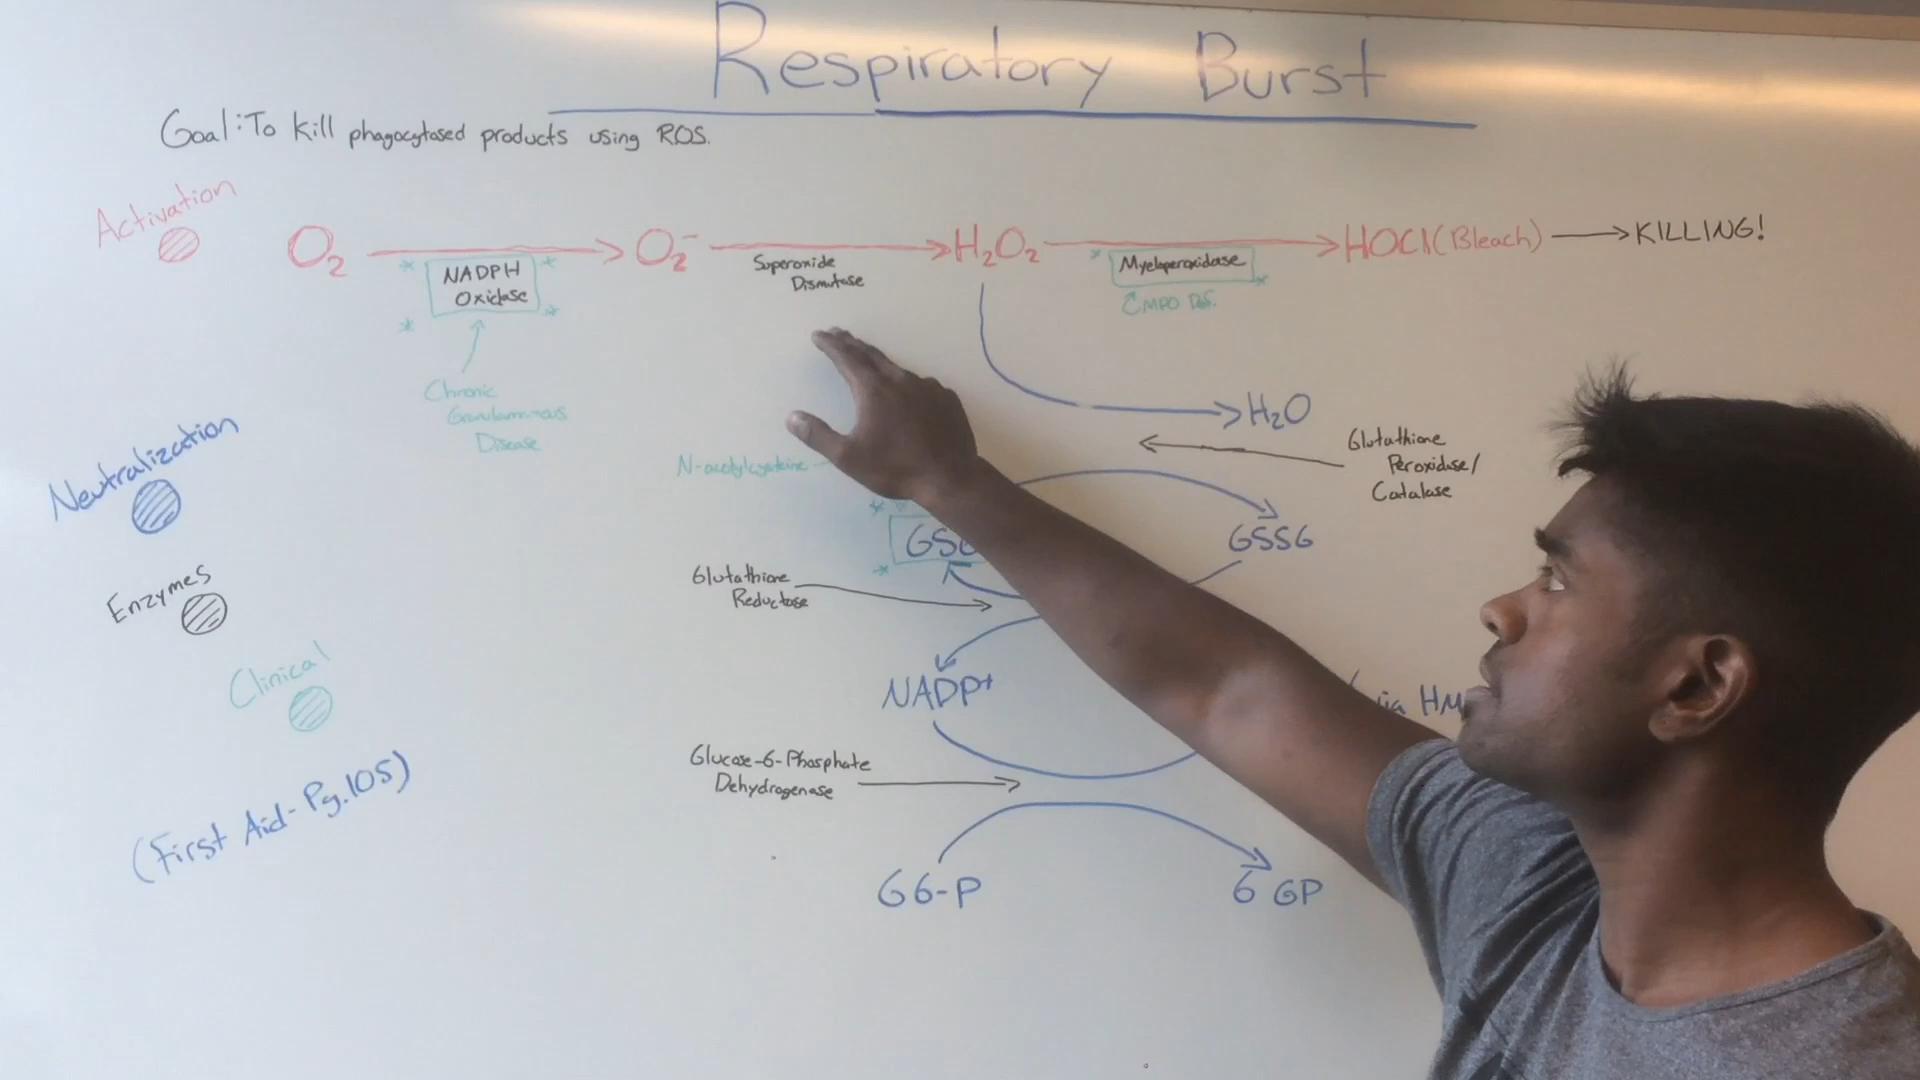 Respiratory Burst
Goal: To Kill phagocytosed products using ROS.
Activation
O2
O2-
H2O2
HOCl (Bleach)
KILLING!
NADPH
Oxidase
Superoxide
Dismutase
Myeloperoxidase
MPO Def.
Chronic
Granulomatous
Disease
H2O
Neutralization
N-acetylcysteine
Glutathione
Peroxidase/
Catalase
GSSG
Enzymes
Glutathione
Reductase
Clinical
NADP+
via
Glucose-6-Phosphate
Dehydrogenase
(First Aid- Pg. 105)
G6-P
6 GP